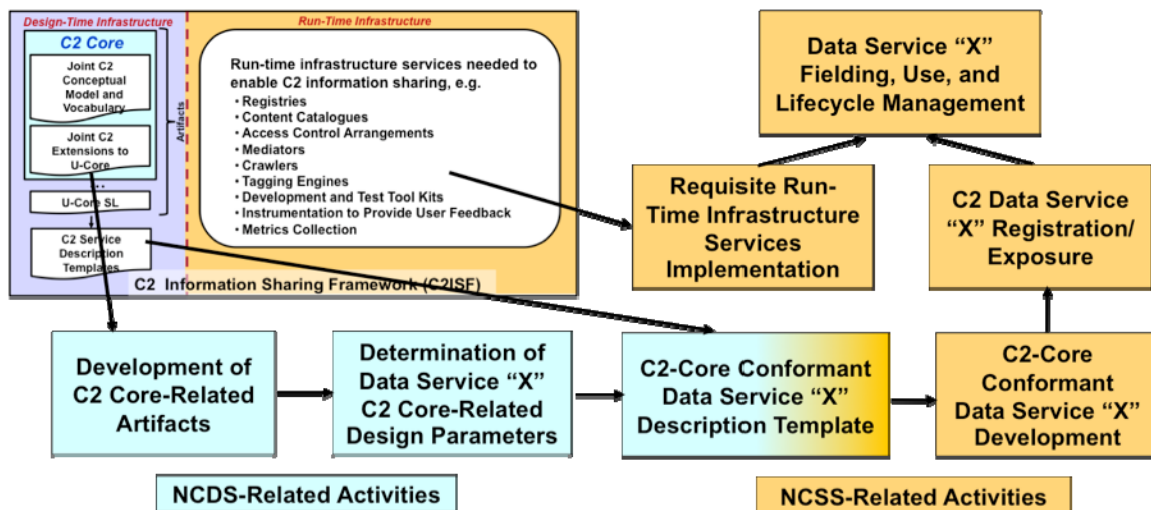 Design-Time Infrastructure
C2 Core
Joint C2
Conceptual
Model and
Vocabulary
Joint C2
Extensions to
U-Core
...
U-Core SL
C2 Service
Description
Templates
Artifacts
Run-Time Infrastructure
Run-time infrastructure services needed to
enable C2 information sharing, e.g.
• Registries
• Content Catalogues
• Access Control Arrangements
• Mediators
• Crawlers
• Tagging Engines
• Development and Test Tool Kits
• Instrumentation to Provide User Feedback
• Metrics Collection
C2 Information Sharing Framework (C2ISF)
Data Service “X”
Fielding, Use, and
Lifecycle Management
Requisite Run-
Time Infrastructure
Services
Implementation
C2 Data Service
“X” Registration/
Exposure
Development of
C2 Core-Related
Artifacts
Determination of
Data Service “X”
C2 Core-Related
Design Parameters
C2-Core Conformant
Data Service “X”
Description Template
C2-Core
Conformant
Data Service “X”
Development
NCDS-Related Activities
NCSS-Related Activities